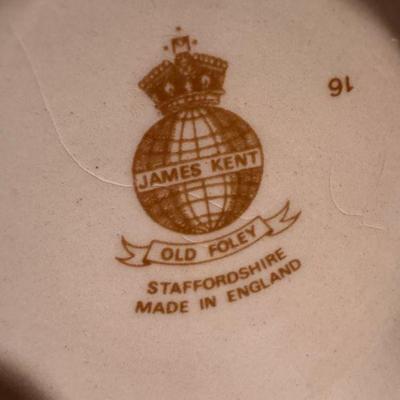 JAMES KENT
OLD FOLEY
STAFFORDSHIRE
MADE IN ENGLAND
16